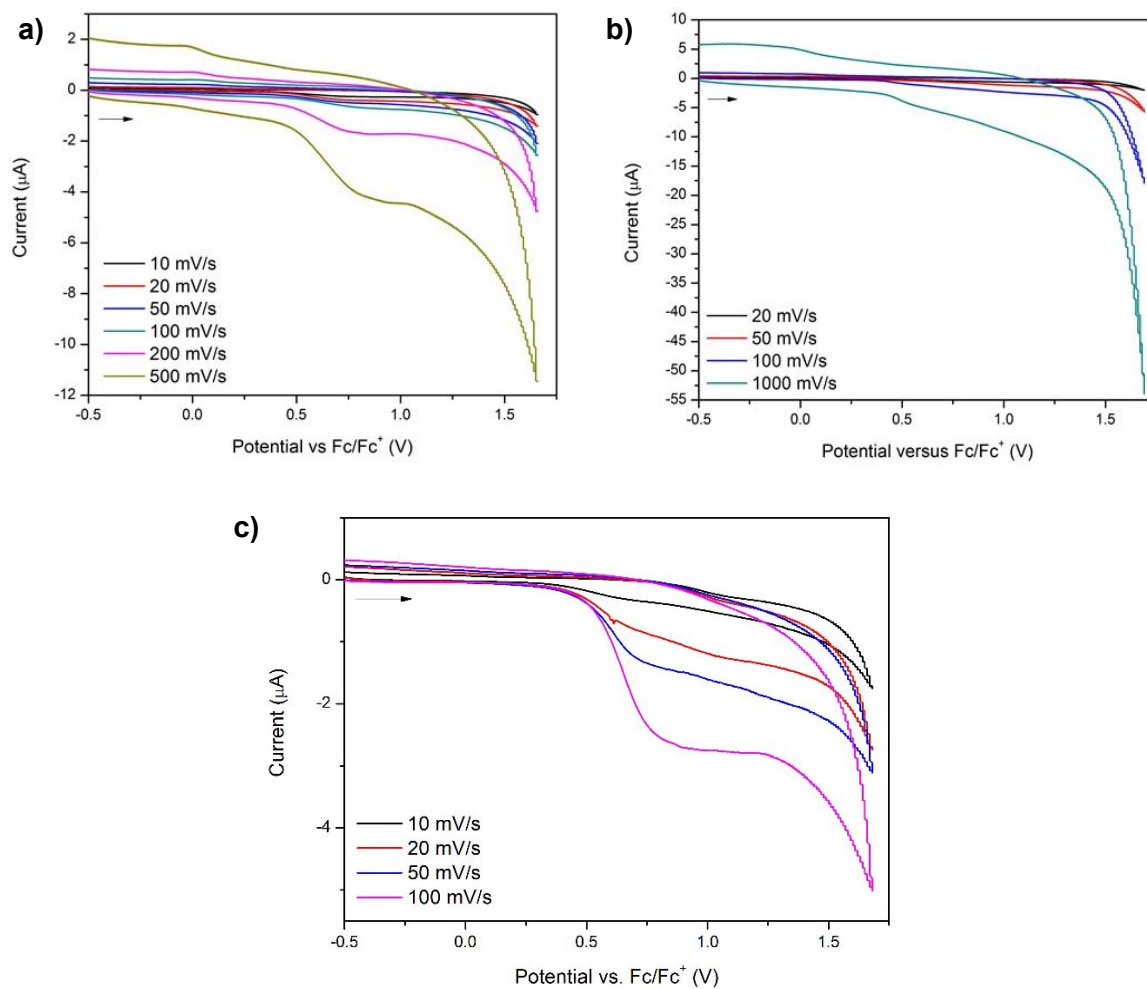 a)
2
0
-2
-4
-6
-8
-10
-12
Current (μA)
10 mV/s
20 mV/s
50 mV/s
100 mV/s
200 mV/s
500 mV/s
-0.5
0.0
0.5
1.0
1.5
Potential vs Fc/Fc⁺ (V)
b)
10
5
0
-5
-10
-15
-20
-25
-30
-35
-40
-45
-50
-55
Current (μA)
20 mV/s
50 mV/s
100 mV/s
1000 mV/s
-0.5
0.0
0.5
1.0
1.5
Potential versus Fc/Fc⁺ (V)
c)
0
-2
-4
Current (μA)
10 mV/s
20 mV/s
50 mV/s
100 mV/s
-0.5
0.0
0.5
1.0
1.5
Potential vs. Fc/Fc⁺ (V)